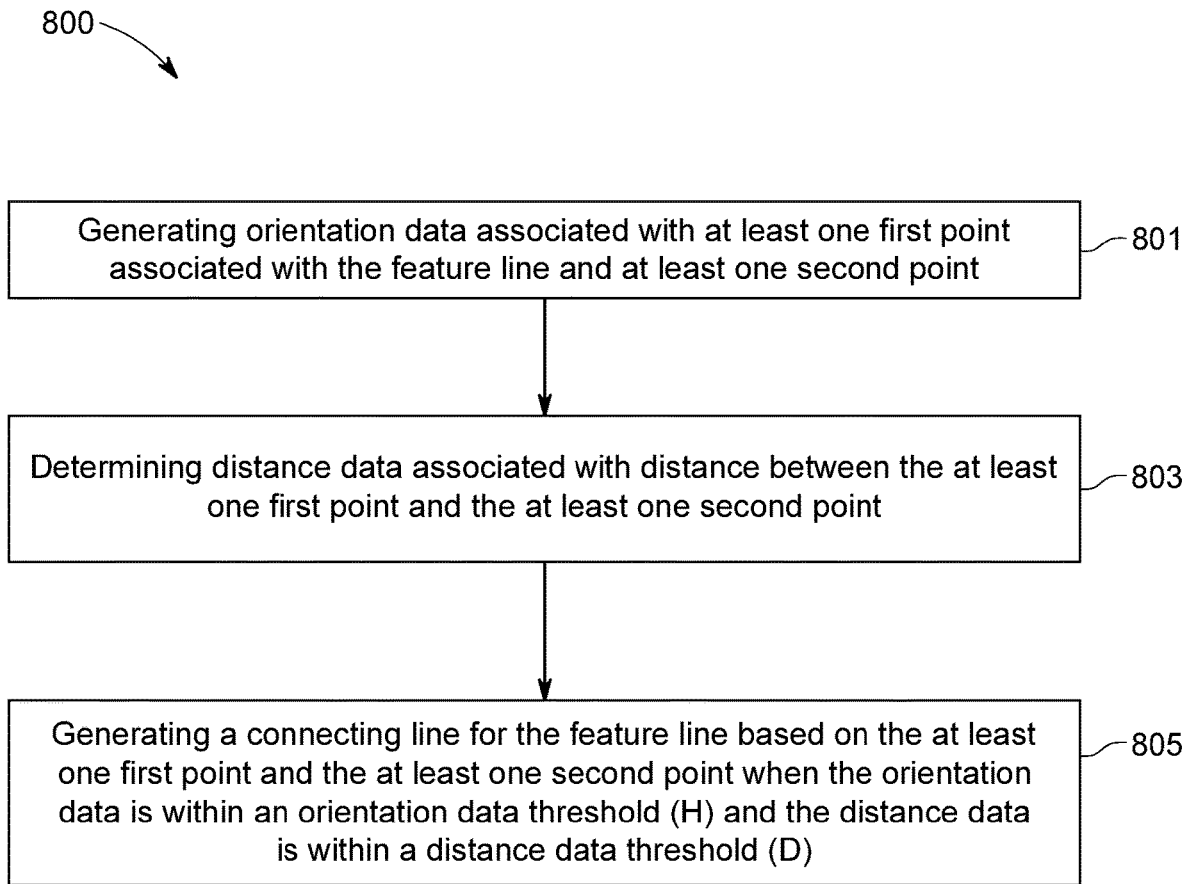 800
Generating orientation data associated with at least one first point
associated with the feature line and at least one second point
801
Determining distance data associated with distance between the at least
one first point and the at least one second point
803
Generating a connecting line for the feature line based on the at least
one first point and the at least one second point when the orientation
data is within an orientation data threshold (H) and the distance data
is within a distance data threshold (D)
805